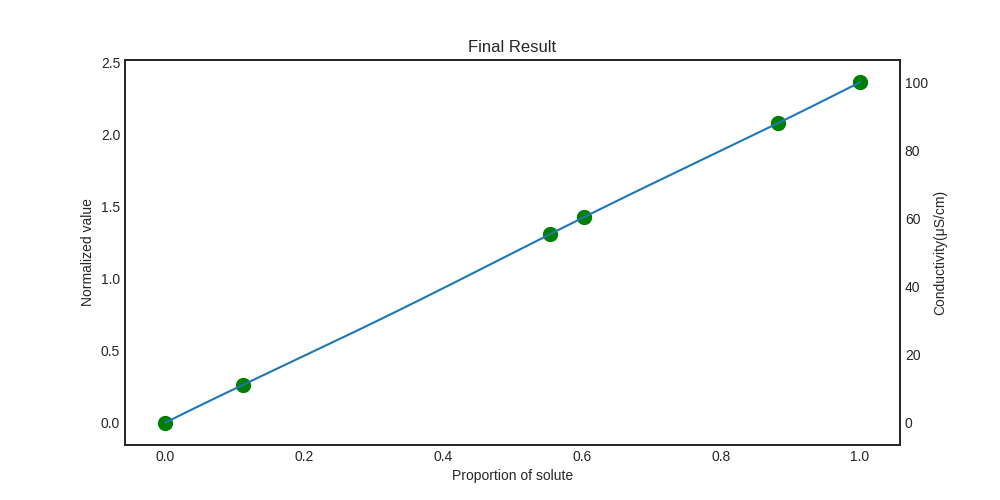 Final Result
2.5
2.0
1.5
1.0
0.5
0.0
Normalized value
100
80
60
40
20
0
Conductivity(μS/cm)
0.0 0.2 0.4 0.6 0.8 1.0
Proportion of solute